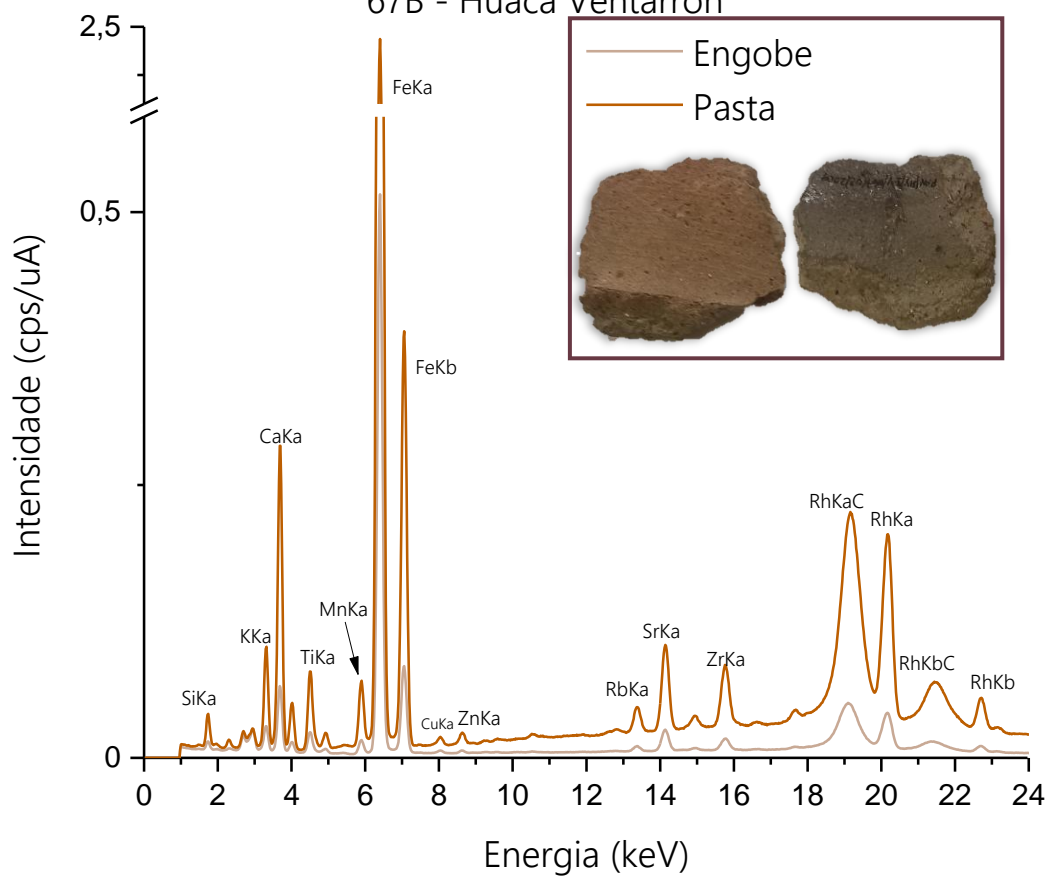 67B - Huaca Ventarrón
2,5
0,5
0
Intensidade (cps/uA)
Engobe
Pasta
FeKa
FeKb
CaKa
MnKa
KKa
TiKa
SiKa
CuKa
ZnKa
RbKa
SrKa
ZrKa
RhKaC
RhKa
RhKbC
RhKb
0 2 4 6 8 10 12 14 16 18 20 22 24
Energia (keV)